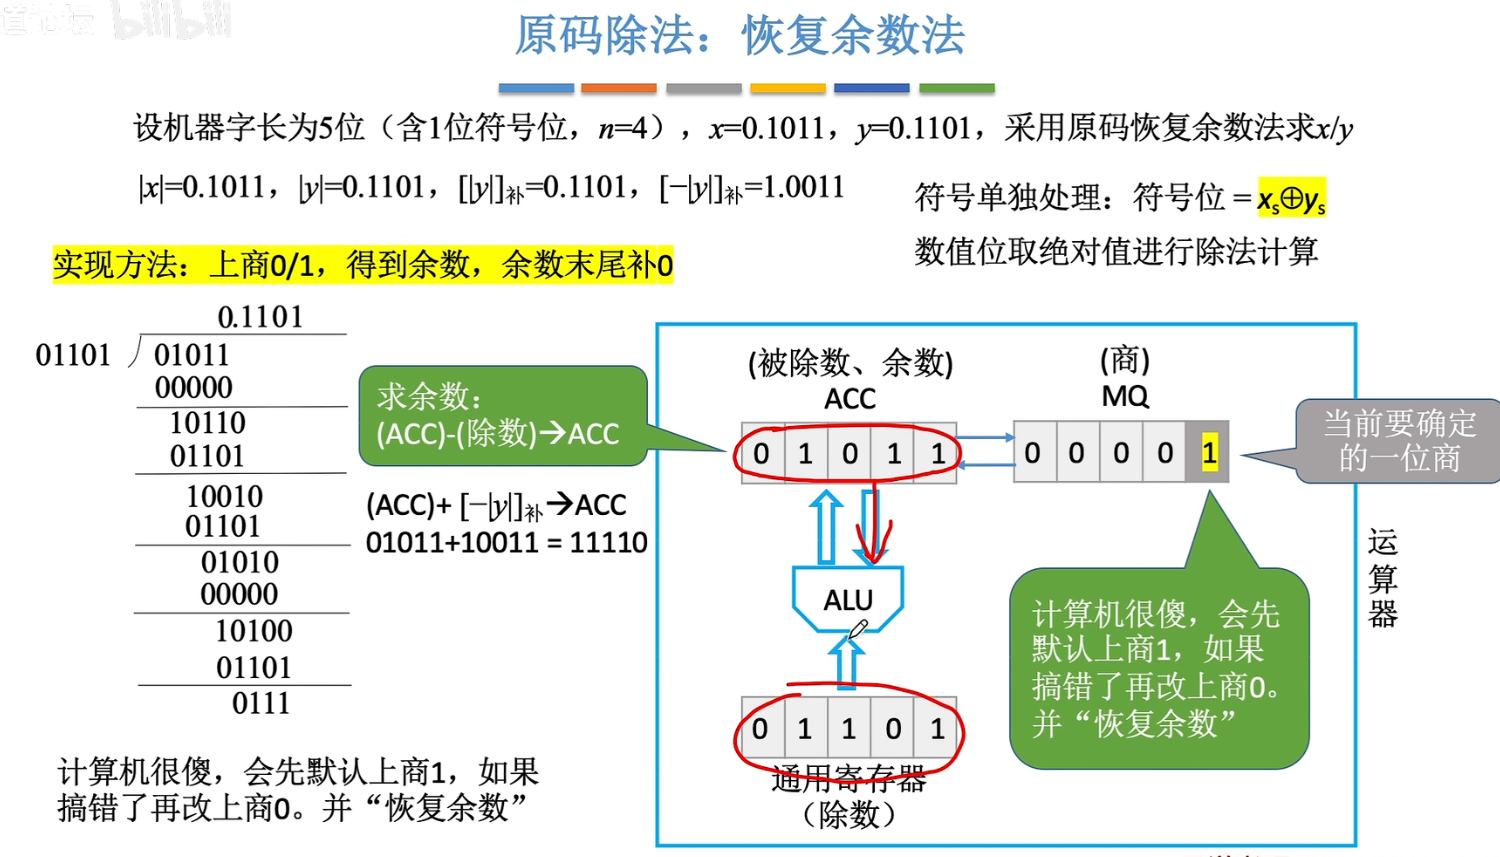 bilibili
原码除法：恢复余数法
设机器字长为5位（含1位符号位，n=4），x=0.1011，y=0.1101，采用原码恢复余数法求x/y
|x|=0.1011，|y|=0.1101，[|y|]补=0.1101，[−|y|]补=1.0011
符号单独处理：符号位 = xs⊕ys
数值位取绝对值进行除法计算
实现方法：上商0/1，得到余数，余数末尾补0
0.1101
01101
01011
00000
10110
01101
10010
01101
01010
00000
10100
01101
0111
计算机很傻，会先默认上商1，如果
搞错了再改上商0。并“恢复余数”
求余数：
(ACC)-(除数)→ACC
(ACC)+ [−|y|]补→ACC
01011+10011 = 11110
(被除数、余数)
ACC
0 1 0 1 1
(商)
MQ
0 0 0 0 1
当前要确定
的一位商
ALU
0 1 1 0 1
通用寄存器
（除数）
计算机很傻，会先
默认上商1，如果
搞错了再改上商0。
并“恢复余数”
运算器